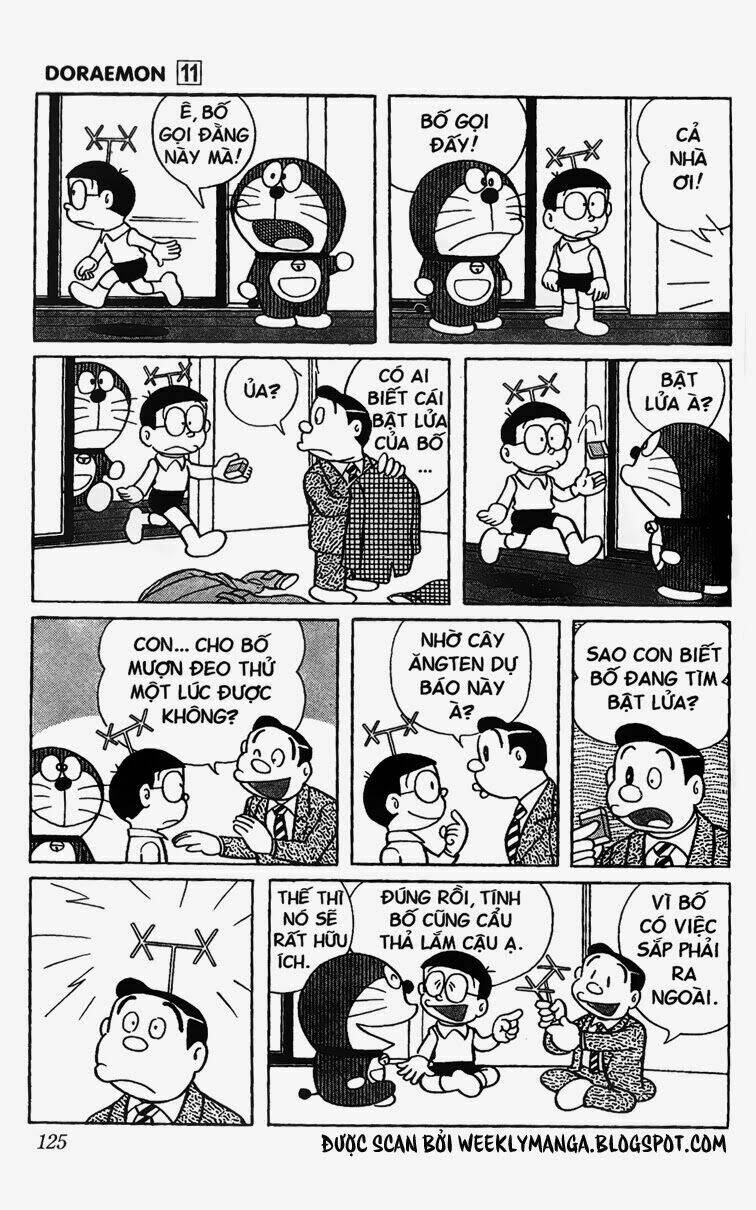 DORAEMON 11
CẢ
NHÀ
ƠI!
BỐ GỌI
ĐẤY!
Ê, BỐ
GỌI ĐẰNG
NÀY MÀ!
BẬT
LỬA À?
CÓ AI
BIẾT CÁI
BẬT LỬA
CỦA BỐ
...
ỦA?
SAO CON BIẾT
BỐ ĐANG TÌM
BẬT LỬA?
NHỜ CÂY
ĂNGTEN DỰ
BÁO NÀY
À?
CON... CHO BỐ
MƯỢN ĐEO THỬ
MỘT LÚC ĐƯỢC
KHÔNG?
VÌ BỐ
CÓ VIỆC
SẮP PHẢI
RA
NGOÀI.
ĐÚNG RỒI, TÍNH
BỐ CŨNG CẨU
THẢ LẮM CẬU Ạ.
THẾ THÌ
NÓ SẼ
RẤT HỮU
ÍCH.
125
ĐƯỢC SCAN BỞI WEEKLYMANGA.BLOGSPOT.COM